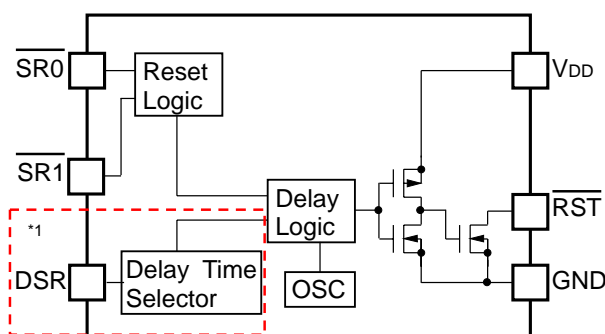 SR0
Reset
Logic
VDD
SR1
Delay
Logic
RST
*1
DSR
Delay Time
Selector
OSC
GND